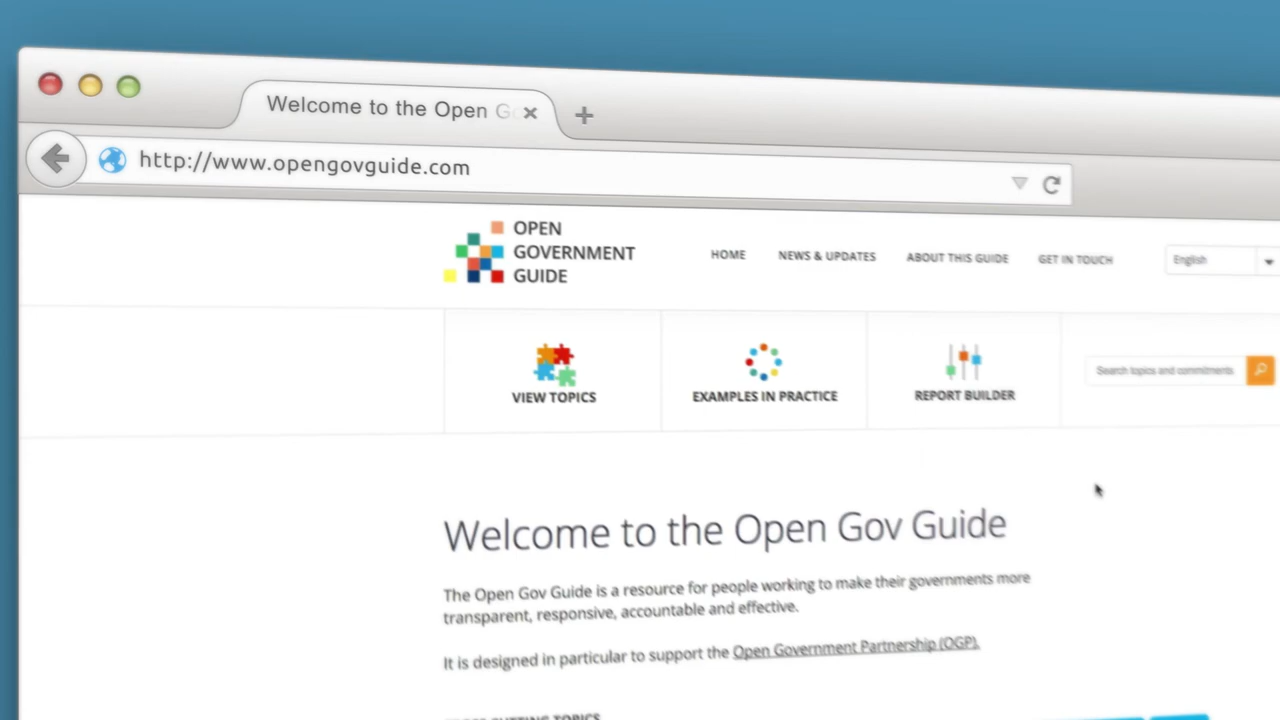 Welcome to the Open G
http://www.opengovguide.com
OPEN
GOVERNMENT
GUIDE
HOME NEWS & UPDATES ABOUT THIS GUIDE GET IN TOUCH English
VIEW TOPICS EXAMPLES IN PRACTICE REPORT BUILDER Search topics and commitments
Welcome to the Open Gov Guide
The Open Gov Guide is a resource for people working to make their governments more
transparent, responsive, accountable and effective.
It is designed in particular to support the Open Government Partnership (OGP).